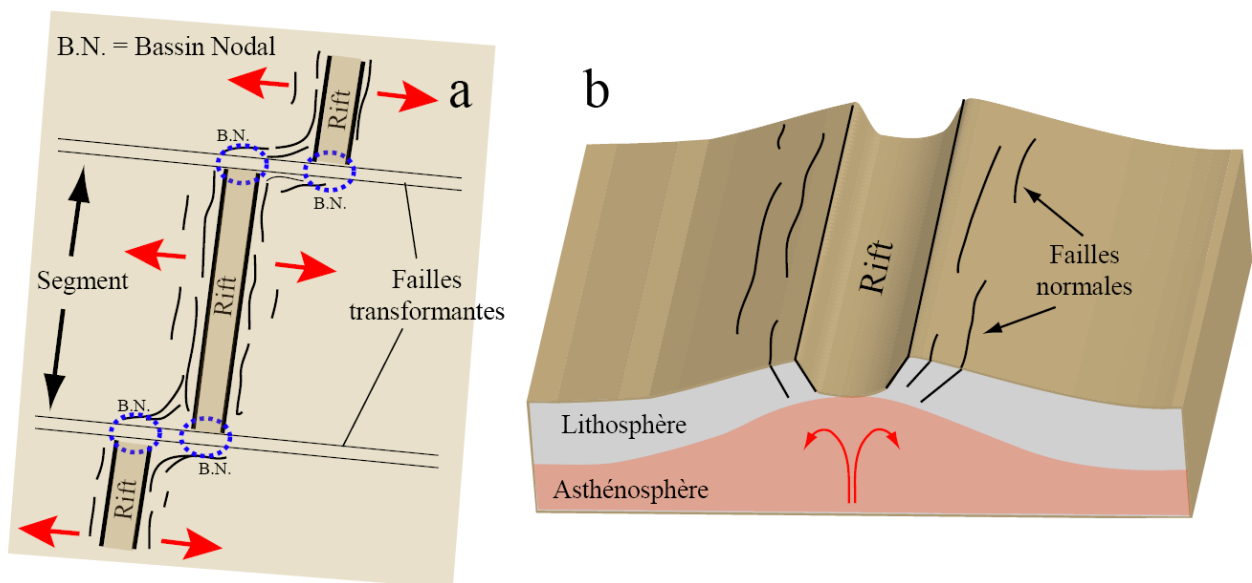 B.N. = Bassin Nodal
a
Rift
B.N.
B.N.
Segment
Rift
Failles
transformantes
B.N.
B.N.
Rift
b
Rift
Failles
normales
Lithosphère
Asthénosphère